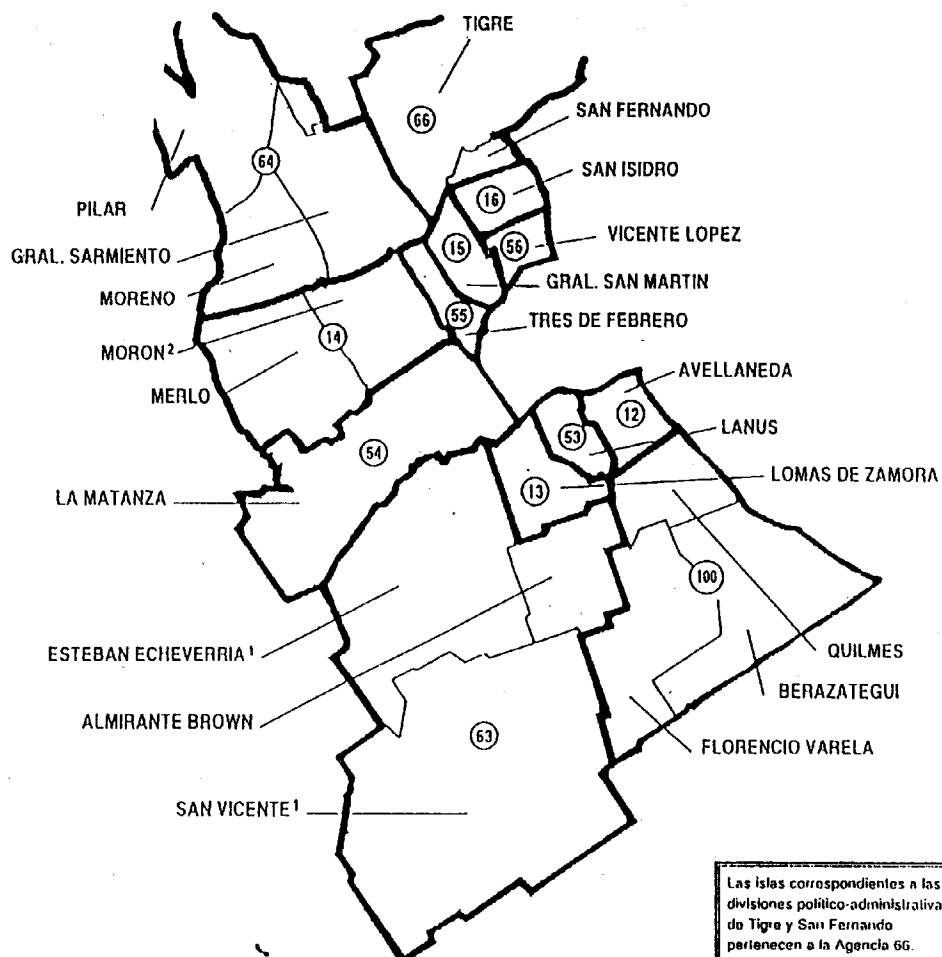 TIGRE
66
SAN FERNANDO
64
SAN ISIDRO
16
PILAR
VICENTE LOPEZ
56
15
GRAL. SARMIENTO
GRAL. SAN MARTIN
MORENO
55
TRES DE FEBRERO
MORON²
14
AVELLANEDA
MERLO
12
LANUS
53
54
LOMAS DE ZAMORA
13
LA MATANZA
100
ESTEBAN ECHEVERRIA¹
QUILMES
BERAZATEGUI
ALMIRANTE BROWN
63
FLORENCIO VARELA
SAN VICENTE¹
Las islas correspondientes a las
divisiones político-administrativa
de Tigre y San Fernando
pertenecen a la Agencia 66.